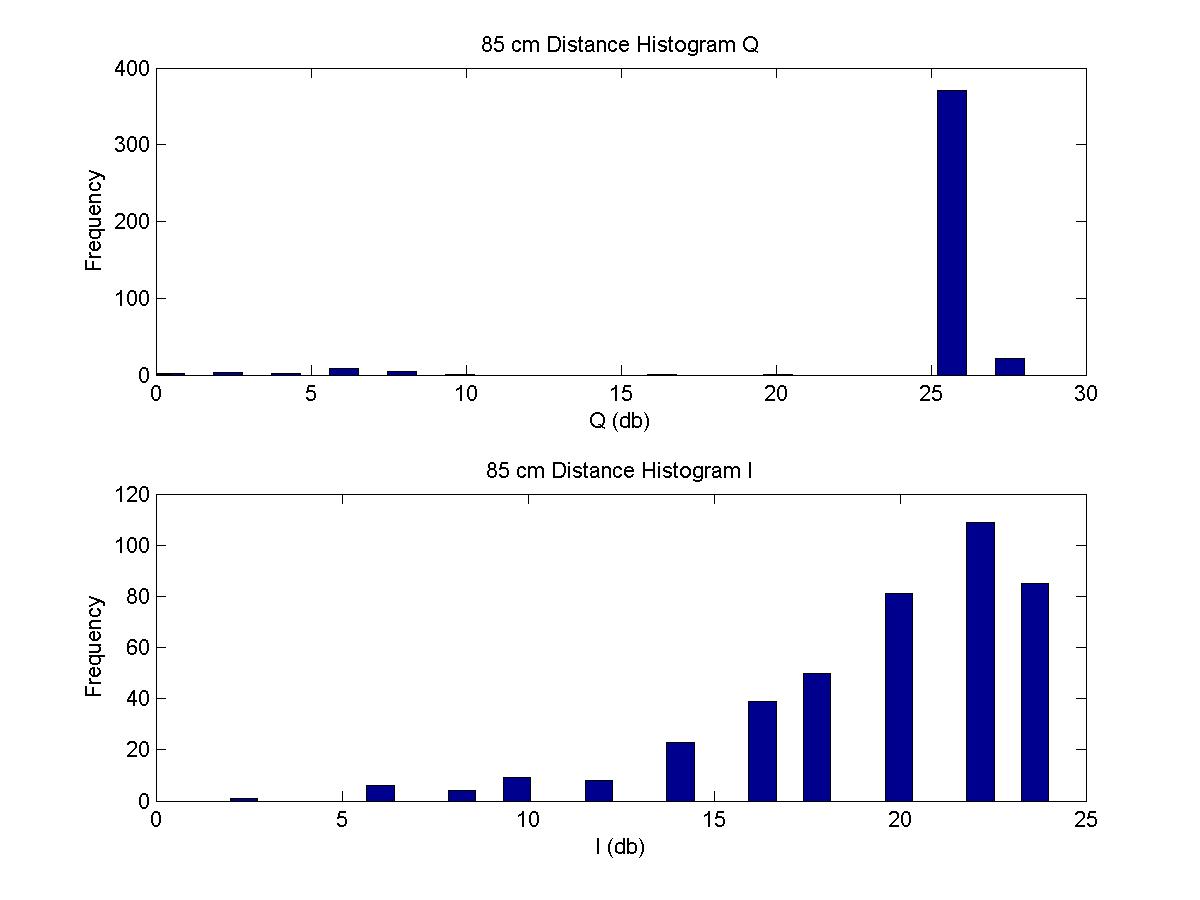 85 cm Distance Histogram Q
400
300
200
100
0
Frequency
0 5 10 15 20 25 30
Q (db)
85 cm Distance Histogram I
120
100
80
60
40
20
0
Frequency
0 5 10 15 20 25
I (db)